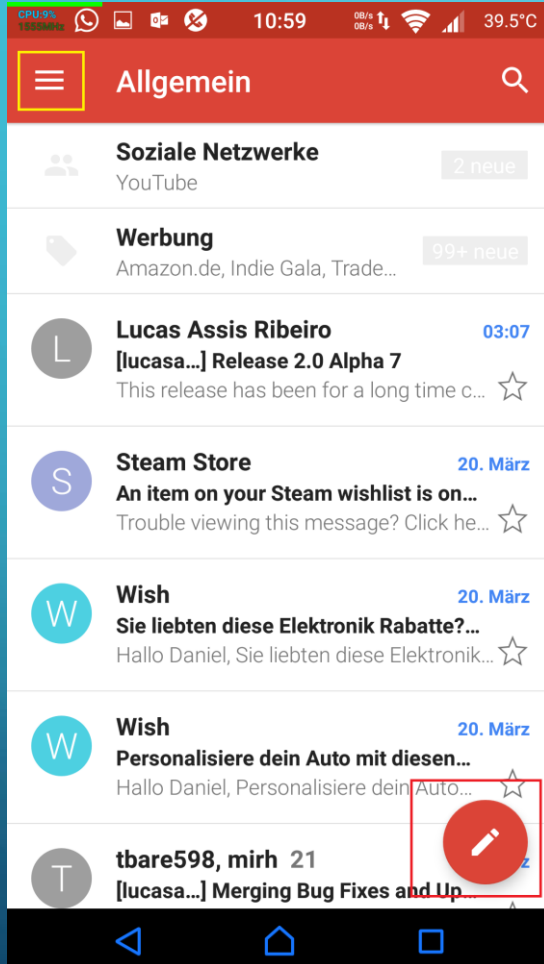 CPU:9% 10:59 0B/s 39.5°C
1555MHz 0B/s
Allgemein
Soziale Netzwerke
YouTube
2 neue
Werbung
Amazon.de, Indie Gala, Trade...
99+ neue
L
Lucas Assis Ribeiro 03:07
[lucasa...] Release 2.0 Alpha 7
This release has been for a long time c...
S
Steam Store 20. März
An item on your Steam wishlist is on...
Trouble viewing this message? Click he...
W
Wish 20. März
Sie liebten diese Elektronik Rabatte?...
Hallo Daniel, Sie liebten diese Elektronik...
W
Wish 20. März
Personalisiere dein Auto mit diesen...
Hallo Daniel, Personalisiere dein Auto...
T
tbare598, mirh 21 z
[lucasa...] Merging Bug Fixes and Up...